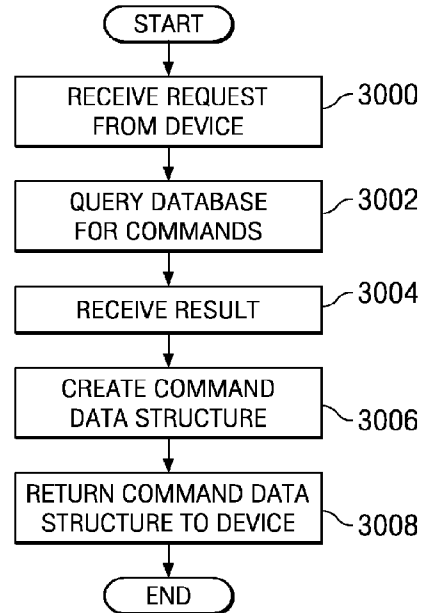 START
RECEIVE REQUEST
FROM DEVICE
3000
QUERY DATABASE
FOR COMMANDS
3002
RECEIVE RESULT
3004
CREATE COMMAND
DATA STRUCTURE
3006
RETURN COMMAND DATA
STRUCTURE TO DEVICE
3008
END